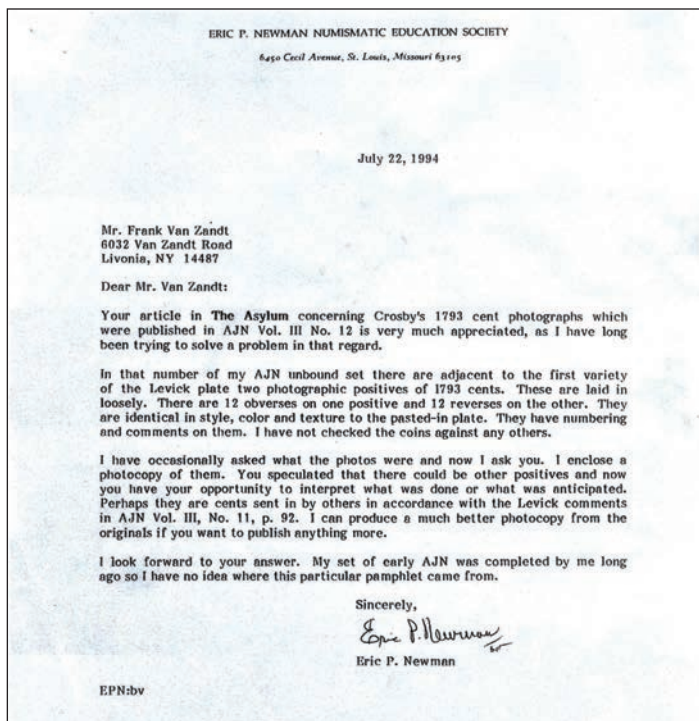 ERIC P. NEWMAN NUMISMATIC EDUCATION SOCIETY
6450 Cecil Avenue, St. Louis, Missouri 63105
July 22, 1994
Mr. Frank Van Zandt
6032 Van Zandt Road
Livonia, NY 14487
Dear Mr. Van Zandt:
Your article in The Asylum concerning Crosby's 1793 cent photographs which
were published in AJN Vol. III No. 12 is very much appreciated, as I have long
been trying to solve a problem in that regard.
In that number of my AJN unbound set there are adjacent to the first variety
of the Levick plate two photographic positives of 1793 cents. These are laid in
loosely. There are 12 obverses on one positive and 12 reverses on the other. They
are identical in style, color and texture to the pasted-in plate. They have numbering
and comments on them. I have not checked the coins against any others.
I have occasionally asked what the photos were and now I ask you. I enclose a
photocopy of them. You speculated that there could be other positives and now
you have your opportunity to interpret what was done or what was anticipated.
Perhaps they are cents sent in by others in accordance with the Levick comments
in AJN Vol. III, No. 11, p. 92. I can produce a much better photocopy from the
originals if you want to publish anything more.
I look forward to your answer. My set of early AJN was completed by me long
ago so I have no idea where this particular pamphlet came from.
Sincerely,
Eric P. Newman
Eric P. Newman
EPN:bv